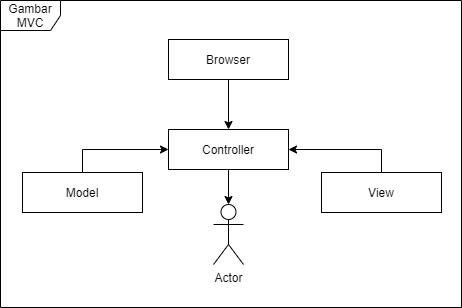 Gambar
MVC
Browser
Controller
Model
View
Actor